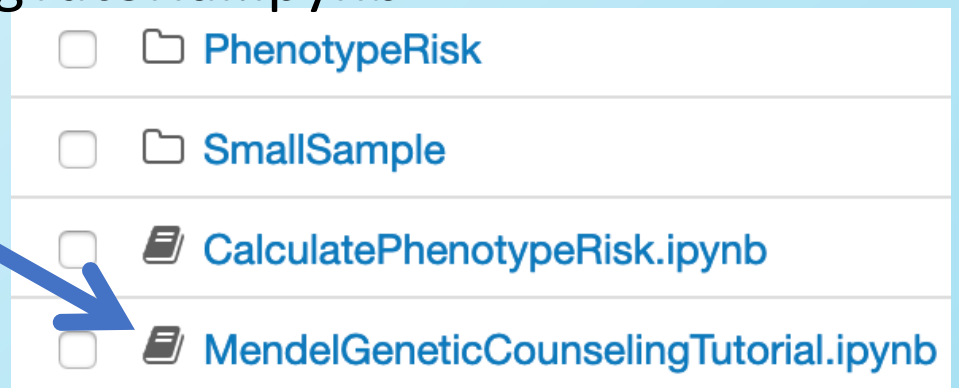 PhenotypeRisk
SmallSample
CalculatePhenotypeRisk.ipynb
MendelGeneticCounselingTutorial.ipynb